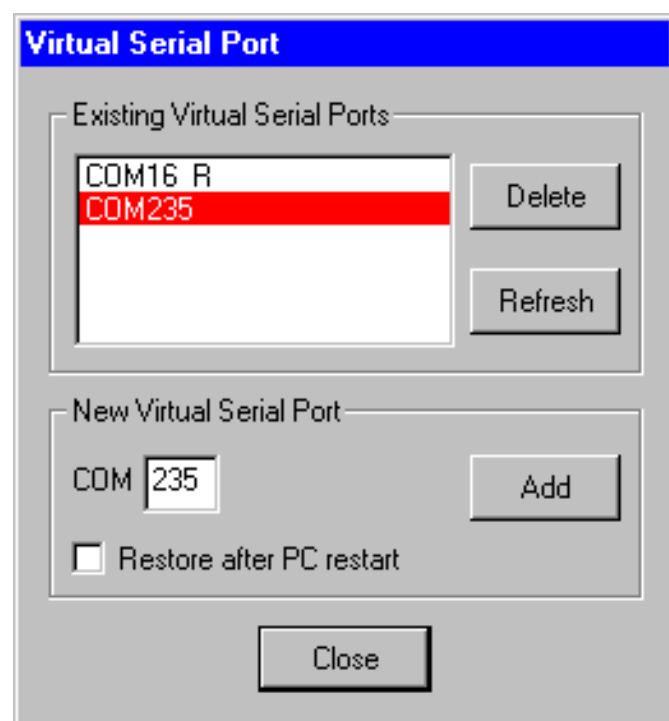 Virtual Serial Port
Existing Virtual Serial Ports
COM16 R
COM235
Delete
Refresh
New Virtual Serial Port
COM 235
Add
Restore after PC restart
Close